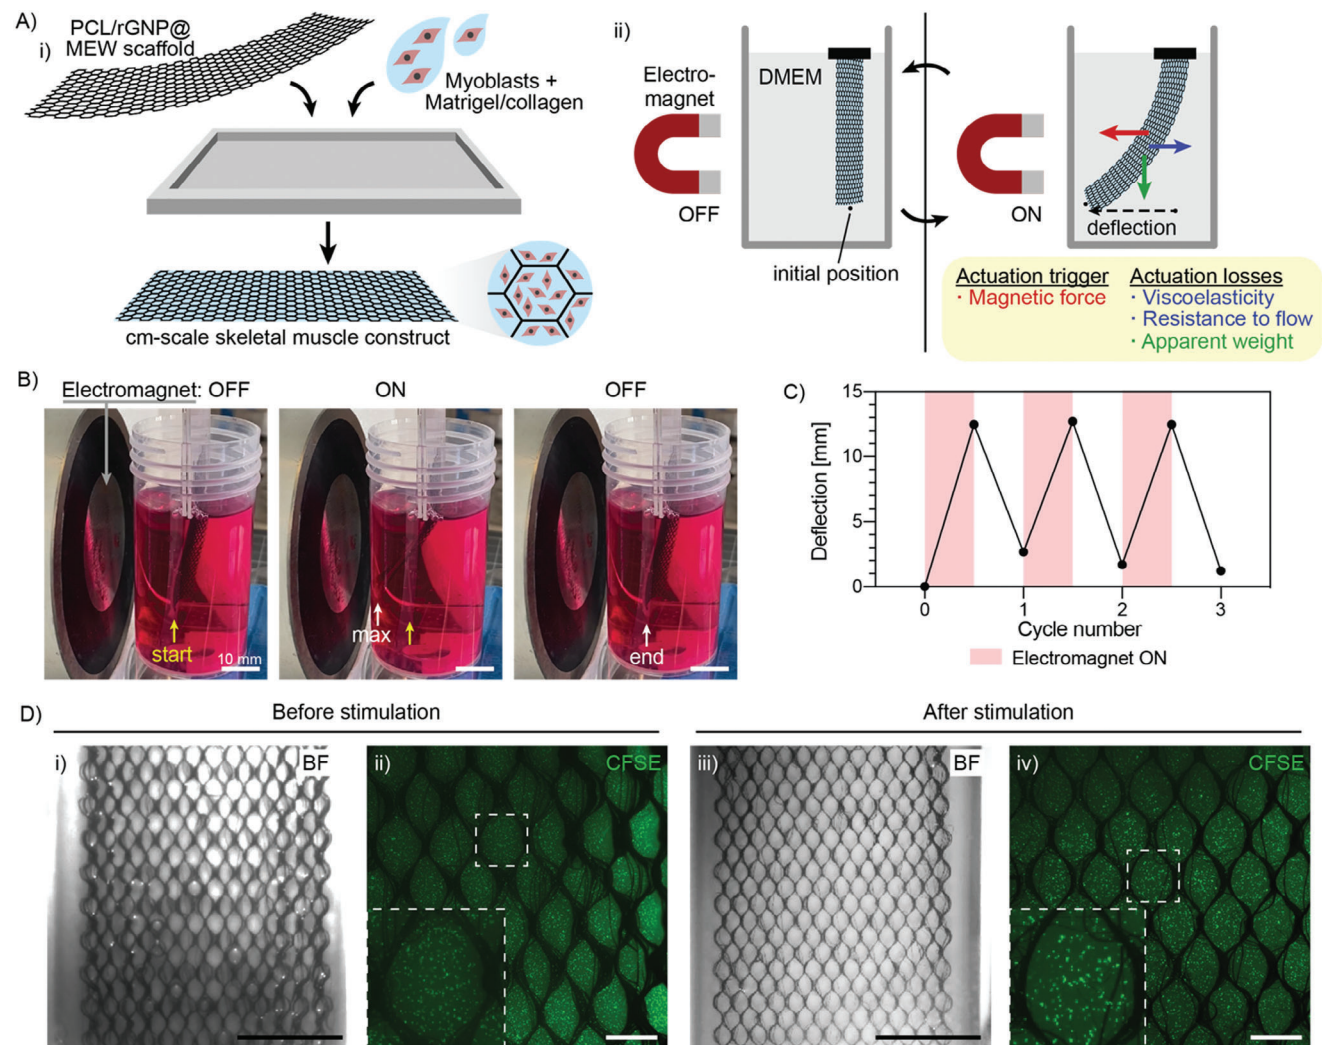 A)
i)
PCL/rGNP@
MEW scaffold
Myoblasts +
Matrigel/collagen
cm-scale skeletal muscle construct
ii)
Electro-
magnet
OFF
DMEM
initial position
ON
deflection
Actuation trigger
· Magnetic force
Actuation losses
· Viscoelasticity
· Resistance to flow
· Apparent weight
B)
Electromagnet: OFF
ON
OFF
start
10 mm
max
end
C)
Deflection [mm]
15
10
5
0
0
1
2
3
Cycle number
Electromagnet ON
D)
Before stimulation
After stimulation
i)
BF
ii)
CFSE
iii)
BF
iv)
CFSE